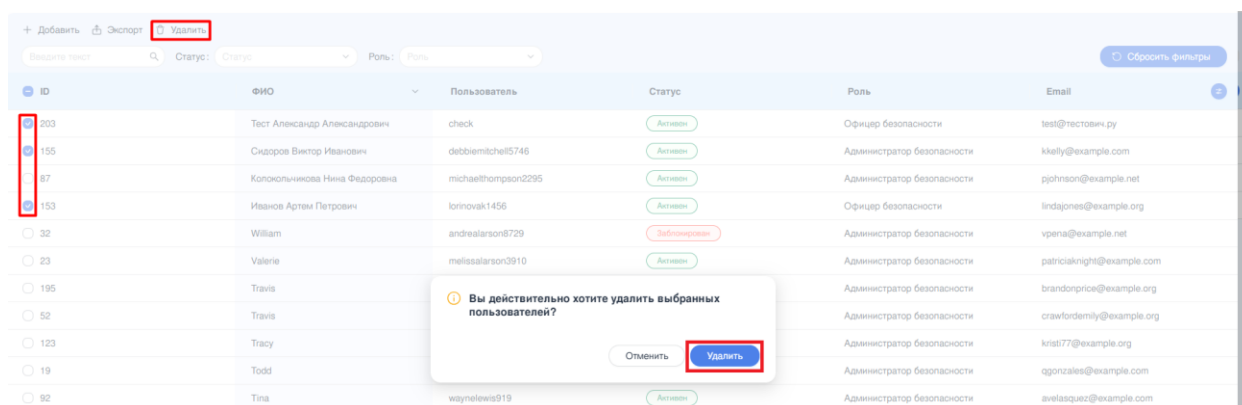 Добавить Экспорт Удалить
Введите текст Статус: Статус Роль: Роль Сбросить фильтры
ID ФИО Пользователь Статус Роль Email
203 Тест Александр Александрович check Активен Офицер безопасности test@тестович.ру
155 Сидоров Виктор Иванович debbiemitchell5746 Активен Администратор безопасности kkelly@example.com
87 Колокольчикова Нина Федоровна michaelthompson2295 Активен Администратор безопасности pjohnson@example.net
153 Иванов Артем Петрович lorinovak1456 Активен Офицер безопасности lindajones@example.org
32 William andrealarson8729 Заблокирован Администратор безопасности vpena@example.net
23 Valerie melissalarson3910 Активен Администратор безопасности patriciaknight@example.com
195 Travis Администратор безопасности brandonprice@example.org
52 Travis Администратор безопасности crawfordemily@example.org
123 Tracy Администратор безопасности kristi77@example.org
19 Todd Администратор безопасности qgonzales@example.com
92 Tina waynelewis919 Активен Администратор безопасности avelasquez@example.com
Вы действительно хотите удалить выбранных
пользователей?
Отменить Удалить